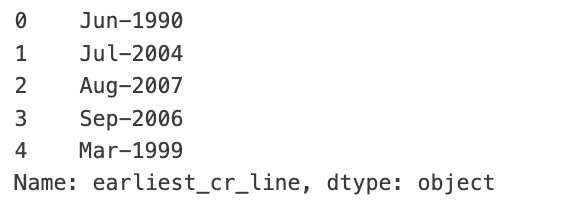 0    Jun-1990
1    Jul-2004
2    Aug-2007
3    Sep-2006
4    Mar-1999
Name: earliest_cr_line, dtype: object